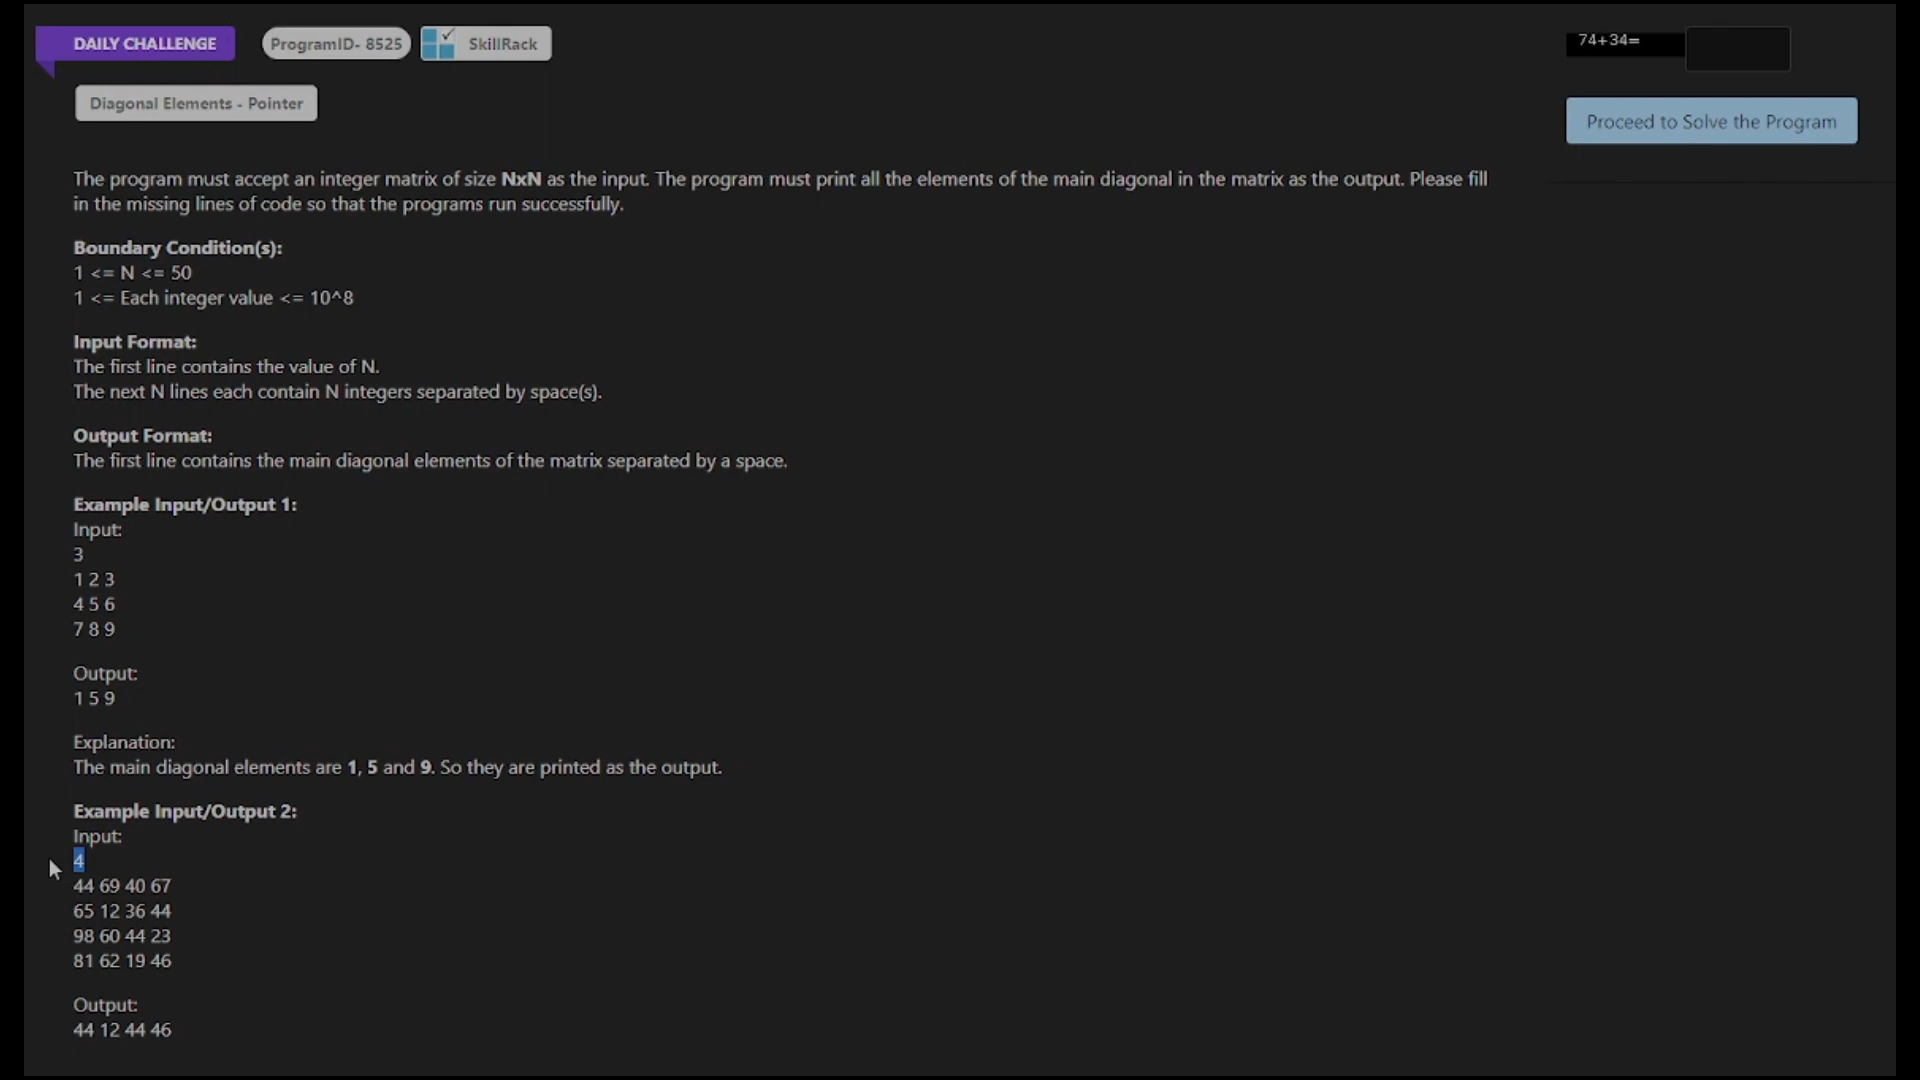 DAILY CHALLENGE
ProgramID- 8525
SkillRack
74+34=
Diagonal Elements - Pointer
Proceed to Solve the Program
The program must accept an integer matrix of size NxN as the input. The program must print all the elements of the main diagonal in the matrix as the output. Please fill
in the missing lines of code so that the programs run successfully.
Boundary Condition(s):
1 <= N <= 50
1 <= Each integer value <= 10^8
Input Format:
The first line contains the value of N.
The next N lines each contain N integers separated by space(s).
Output Format:
The first line contains the main diagonal elements of the matrix separated by a space.
Example Input/Output 1:
Input:
3
1 2 3
4 5 6
7 8 9
Output:
1 5 9
Explanation:
The main diagonal elements are 1, 5 and 9. So they are printed as the output.
Example Input/Output 2:
Input:
4
44 69 40 67
65 12 36 44
98 60 44 23
81 62 19 46
Output:
44 12 44 46